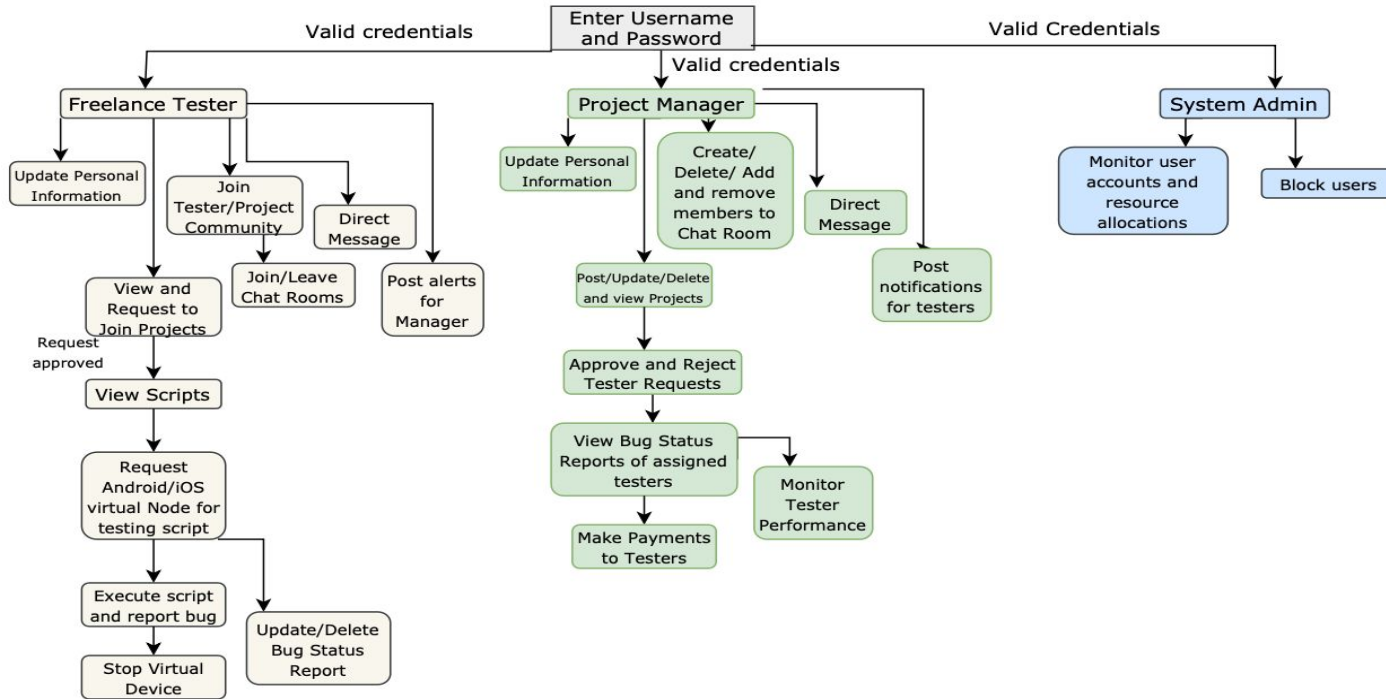 Enter Username
and Password
Valid credentials
Valid credentials
Valid Credentials
Freelance Tester
Update Personal
Information
Join
Tester/Project
Community
Direct
Message
Join/Leave
Chat Rooms
Post alerts
for
Manager
View and
Request to
Join Projects
Request
approved
View Scripts
Request
Android/iOS
virtual Node for
testing script
Execute script
and report bug
Update/Delete
Bug Status
Report
Stop Virtual
Device
Project Manager
Update Personal
Information
Create/
Delete/ Add
and remove
members to
Chat Room
Direct
Message
Post
notifications
for testers
Post/Update/Delete
and view Projects
Approve and Reject
Tester Requests
View Bug Status
Reports of assigned
testers
Monitor
Tester
Performance
Make Payments
to Testers
System Admin
Monitor user
accounts and
resource
allocations
Block users